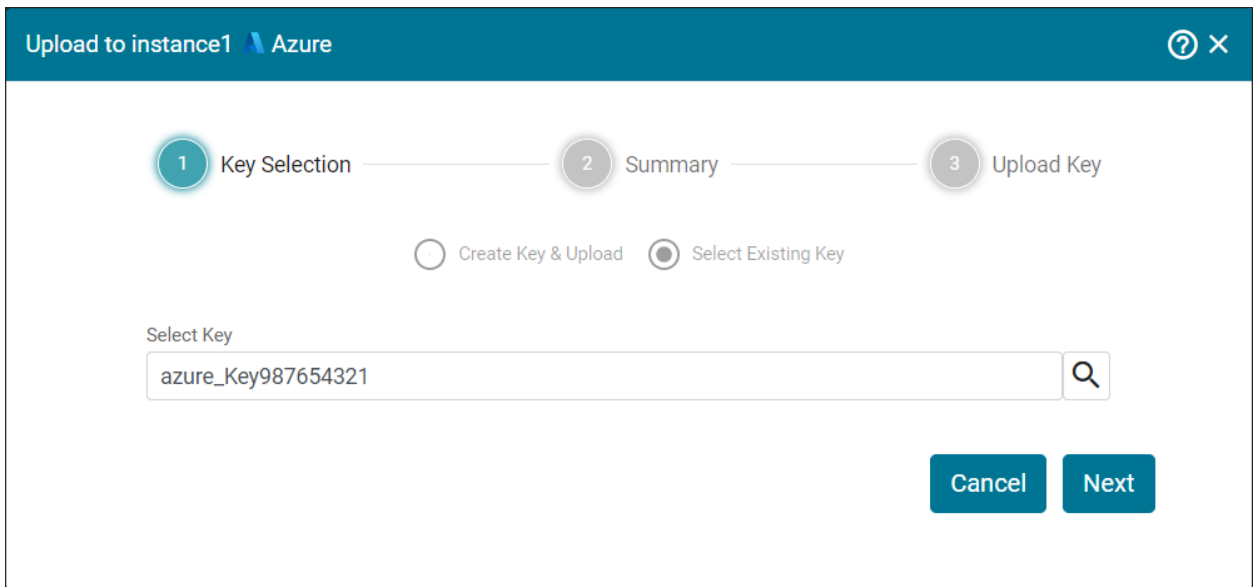 Upload to instance1 Azure
1 Key Selection 2 Summary 3 Upload Key
Create Key & Upload Select Existing Key
Select Key
azure_Key987654321
Cancel Next